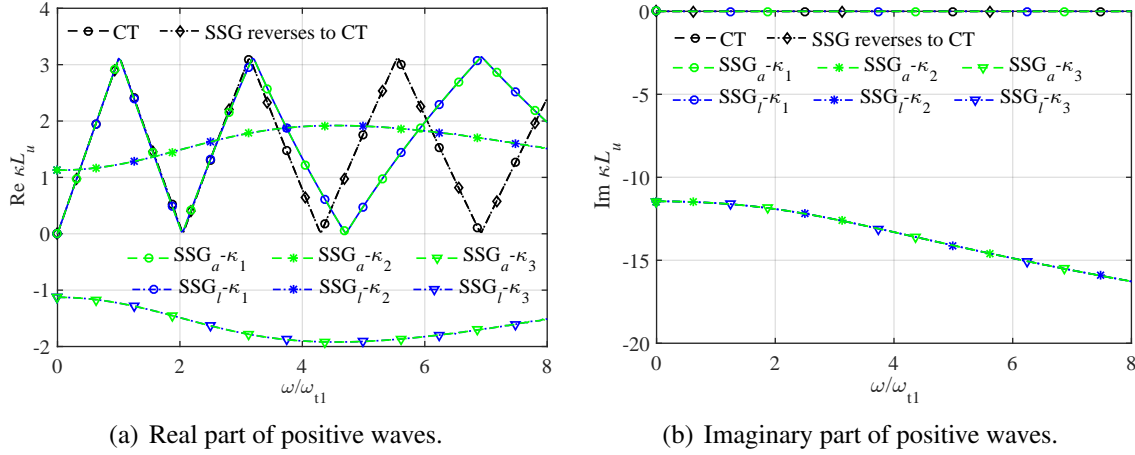 CT SSG reverses to CT
4
3
2
1
0
-1
-2
Re κL_u
SSG_a-κ_1 SSG_a-κ_2 SSG_a-κ_3
SSG_l-κ_1 SSG_l-κ_2 SSG_l-κ_3
0 2 4 6 8
ω/ω_t1
(a) Real part of positive waves.
CT SSG reverses to CT
SSG_a-κ_1 SSG_a-κ_2 SSG_a-κ_3
SSG_l-κ_1 SSG_l-κ_2 SSG_l-κ_3
0
-5
-10
-15
-20
Im κL_u
0 2 4 6 8
ω/ω_t1
(b) Imaginary part of positive waves.